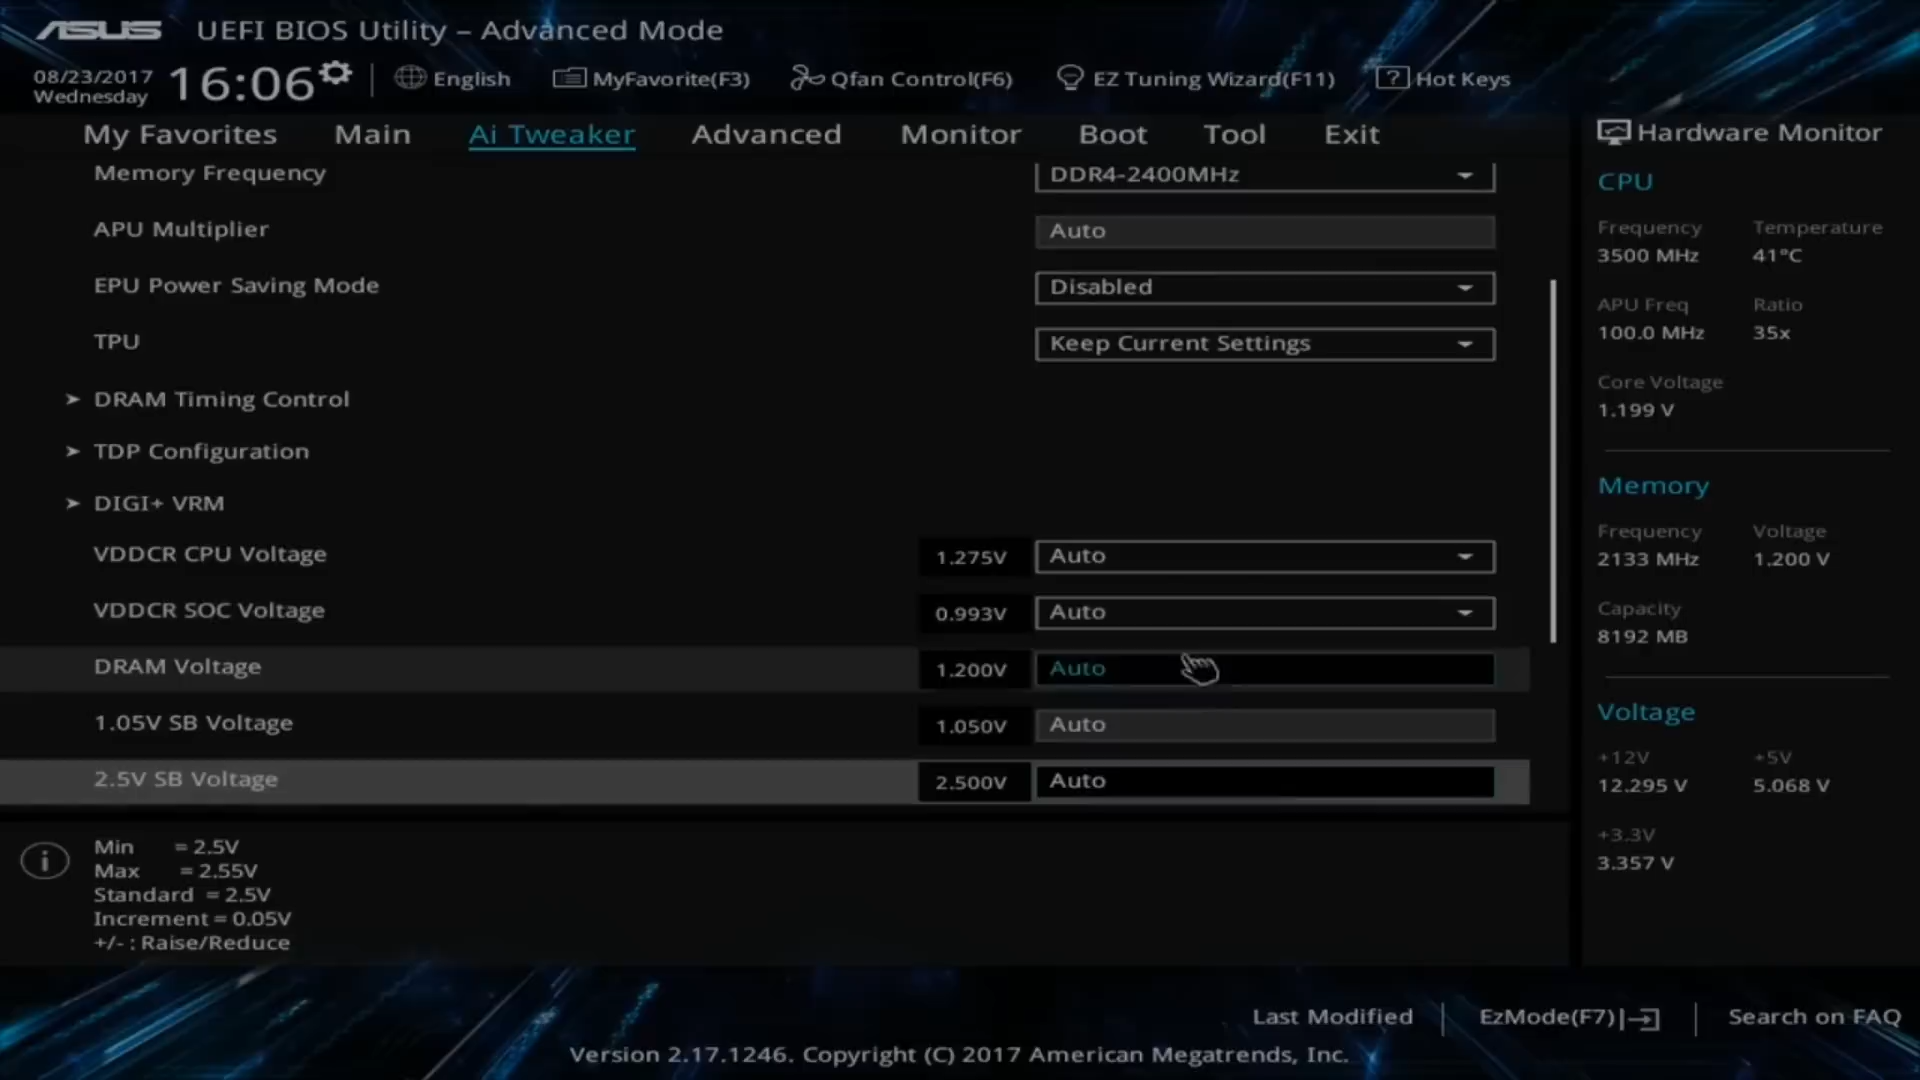 ASUS UEFI BIOS Utility – Advanced Mode
08/23/2017
Wednesday
16:06
English
MyFavorite(F3)
Qfan Control(F6)
EZ Tuning Wizard(F11)
? Hot Keys
My Favorites
Main
Ai Tweaker
Advanced
Monitor
Boot
Tool
Exit
Memory Frequency DDR4-2400MHz
APU Multiplier Auto
EPU Power Saving Mode Disabled
TPU Keep Current Settings
DRAM Timing Control
TDP Configuration
DIGI+ VRM
VDDCR CPU Voltage 1.275V Auto
VDDCR SOC Voltage 0.993V Auto
DRAM Voltage 1.200V Auto
1.05V SB Voltage 1.050V Auto
2.5V SB Voltage 2.500V Auto
i
Min = 2.5V
Max = 2.55V
Standard = 2.5V
Increment = 0.05V
+/- : Raise/Reduce
Hardware Monitor
CPU
Frequency Temperature
3500 MHz 41°C
APU Freq Ratio
100.0 MHz 35x
Core Voltage
1.199 V
Memory
Frequency Voltage
2133 MHz 1.200 V
Capacity
8192 MB
Voltage
+12V +5V
12.295 V 5.068 V
+3.3V
3.357 V
Last Modified
EzMode(F7)
Search on FAQ
Version 2.17.1246. Copyright (C) 2017 American Megatrends, Inc.